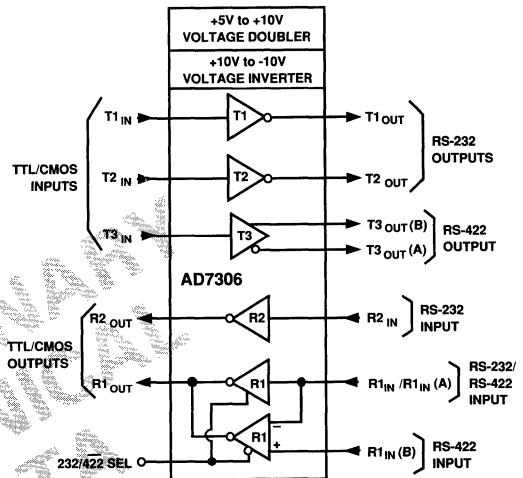 +5V to +10V
VOLTAGE DOUBLER
+10V to -10V
VOLTAGE INVERTER
TTL/CMOS
INPUTS
T1 IN
T1
T1 OUT
T2 IN
T2
T2 OUT
RS-232
OUTPUTS
T3 IN
T3
T3 OUT (B)
T3 OUT (A)
RS-422
OUTPUT
AD7306
TTL/CMOS
OUTPUTS
R2 OUT
R2
R2 IN
RS-232
INPUT
R1 OUT
R1
R1 IN /R1 IN (A)
RS-232/
RS-422
INPUT
R1
–
+
R1 IN (B)
RS-422
INPUT
232/4̅2̅2̅ SEL